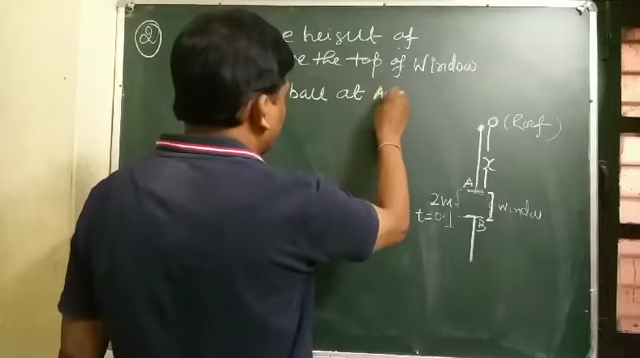 ②
e height of
e the top of Window
ball at A
(Roof)
x
A
2m
window
t=0.1
B